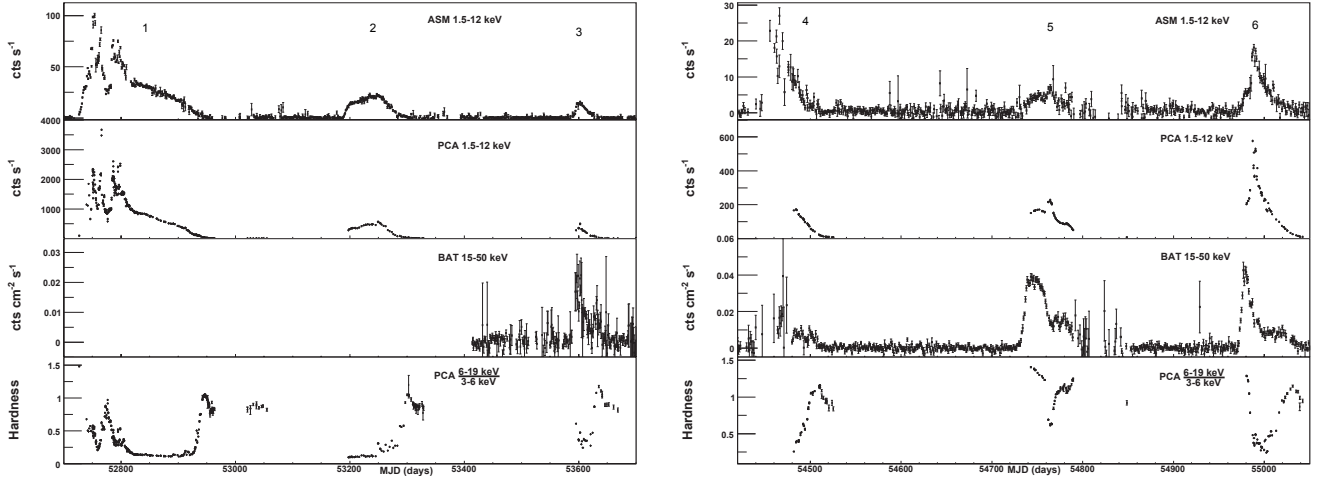 1 2 3
ASM 1.5-12 keV
cts s-1
100
50
4000
PCA 1.5-12 keV
cts s-1
3000
2000
1000
BAT 15-50 keV
cts cm-2 s-1
0.03
0.02
0.01
0
PCA 6-19 keV
3-6 keV
Hardness
1.5
1
0.5
0
52800 53000 53200 53400 53600
MJD (days)
4 5 6
ASM 1.5-12 keV
cts s-1
30
20
10
0
PCA 1.5-12 keV
cts s-1
600
400
200
0.06
BAT 15-50 keV
cts cm-2 s-1
0.04
0.02
0
PCA 6-19 keV
3-6 keV
Hardness
1.5
1
0.5
54500 54600 54700 54800 54900 55000
MJD (days)